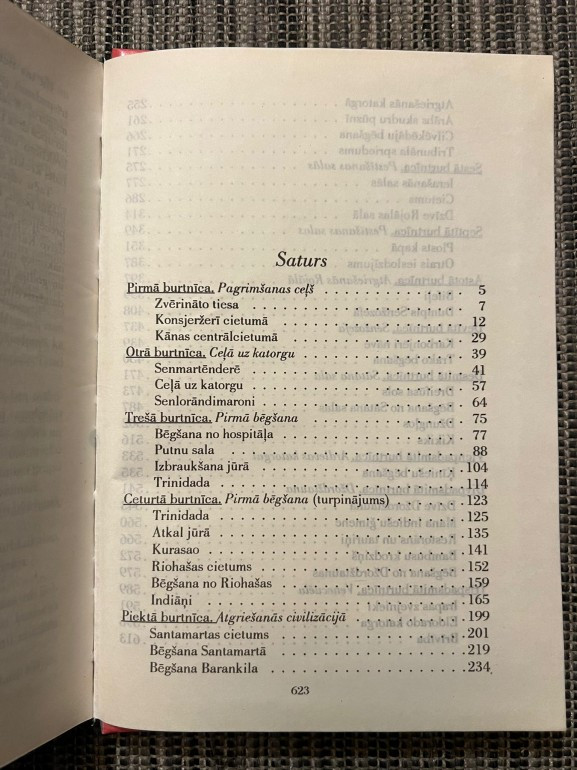 Saturs
Pirmā burtnīca. Pagrimšanas ceļš . . . . . . . . . . . . . . 5
Zvērināto tiesa . . . . . . . . . . . . . . . . . . . . 7
Konsjeržerī cietumā . . . . . . . . . . . . . . . . . . 12
Kānas centrālcietumā . . . . . . . . . . . . . . . . . 29
Otrā burtnīca. Ceļā uz katorgu . . . . . . . . . . . . . . . 39
Senmartēnderē . . . . . . . . . . . . . . . . . . . . 41
Ceļā uz katorgu . . . . . . . . . . . . . . . . . . . 57
Senlorāndimaroni . . . . . . . . . . . . . . . . . . . 64
Trešā burtnīca. Pirmā bēgšana . . . . . . . . . . . . . . . 75
Bēgšana no hospitāļa . . . . . . . . . . . . . . . . . 77
Putnu sala . . . . . . . . . . . . . . . . . . . . . . 88
Izbraukšana jūrā . . . . . . . . . . . . . . . . . . . 104
Trinidada . . . . . . . . . . . . . . . . . . . . . . 114
Ceturtā burtnīca. Pirmā bēgšana (turpinājums) . . . . . . . 123
Trinidada . . . . . . . . . . . . . . . . . . . . . . 125
Atkal jūrā . . . . . . . . . . . . . . . . . . . . . . 135
Kurasao . . . . . . . . . . . . . . . . . . . . . . . 141
Riohašas cietums . . . . . . . . . . . . . . . . . . . 152
Bēgšana no Riohašas . . . . . . . . . . . . . . . . . 159
Indiāņi . . . . . . . . . . . . . . . . . . . . . . . 165
Piektā burtnīca. Atgriešanās civilizācijā . . . . . . . . . . 199
Santamartas cietums . . . . . . . . . . . . . . . . . 201
Bēgšana Santamartā . . . . . . . . . . . . . . . . . 219
Bēgšana Barankila . . . . . . . . . . . . . . . . . . 234
623